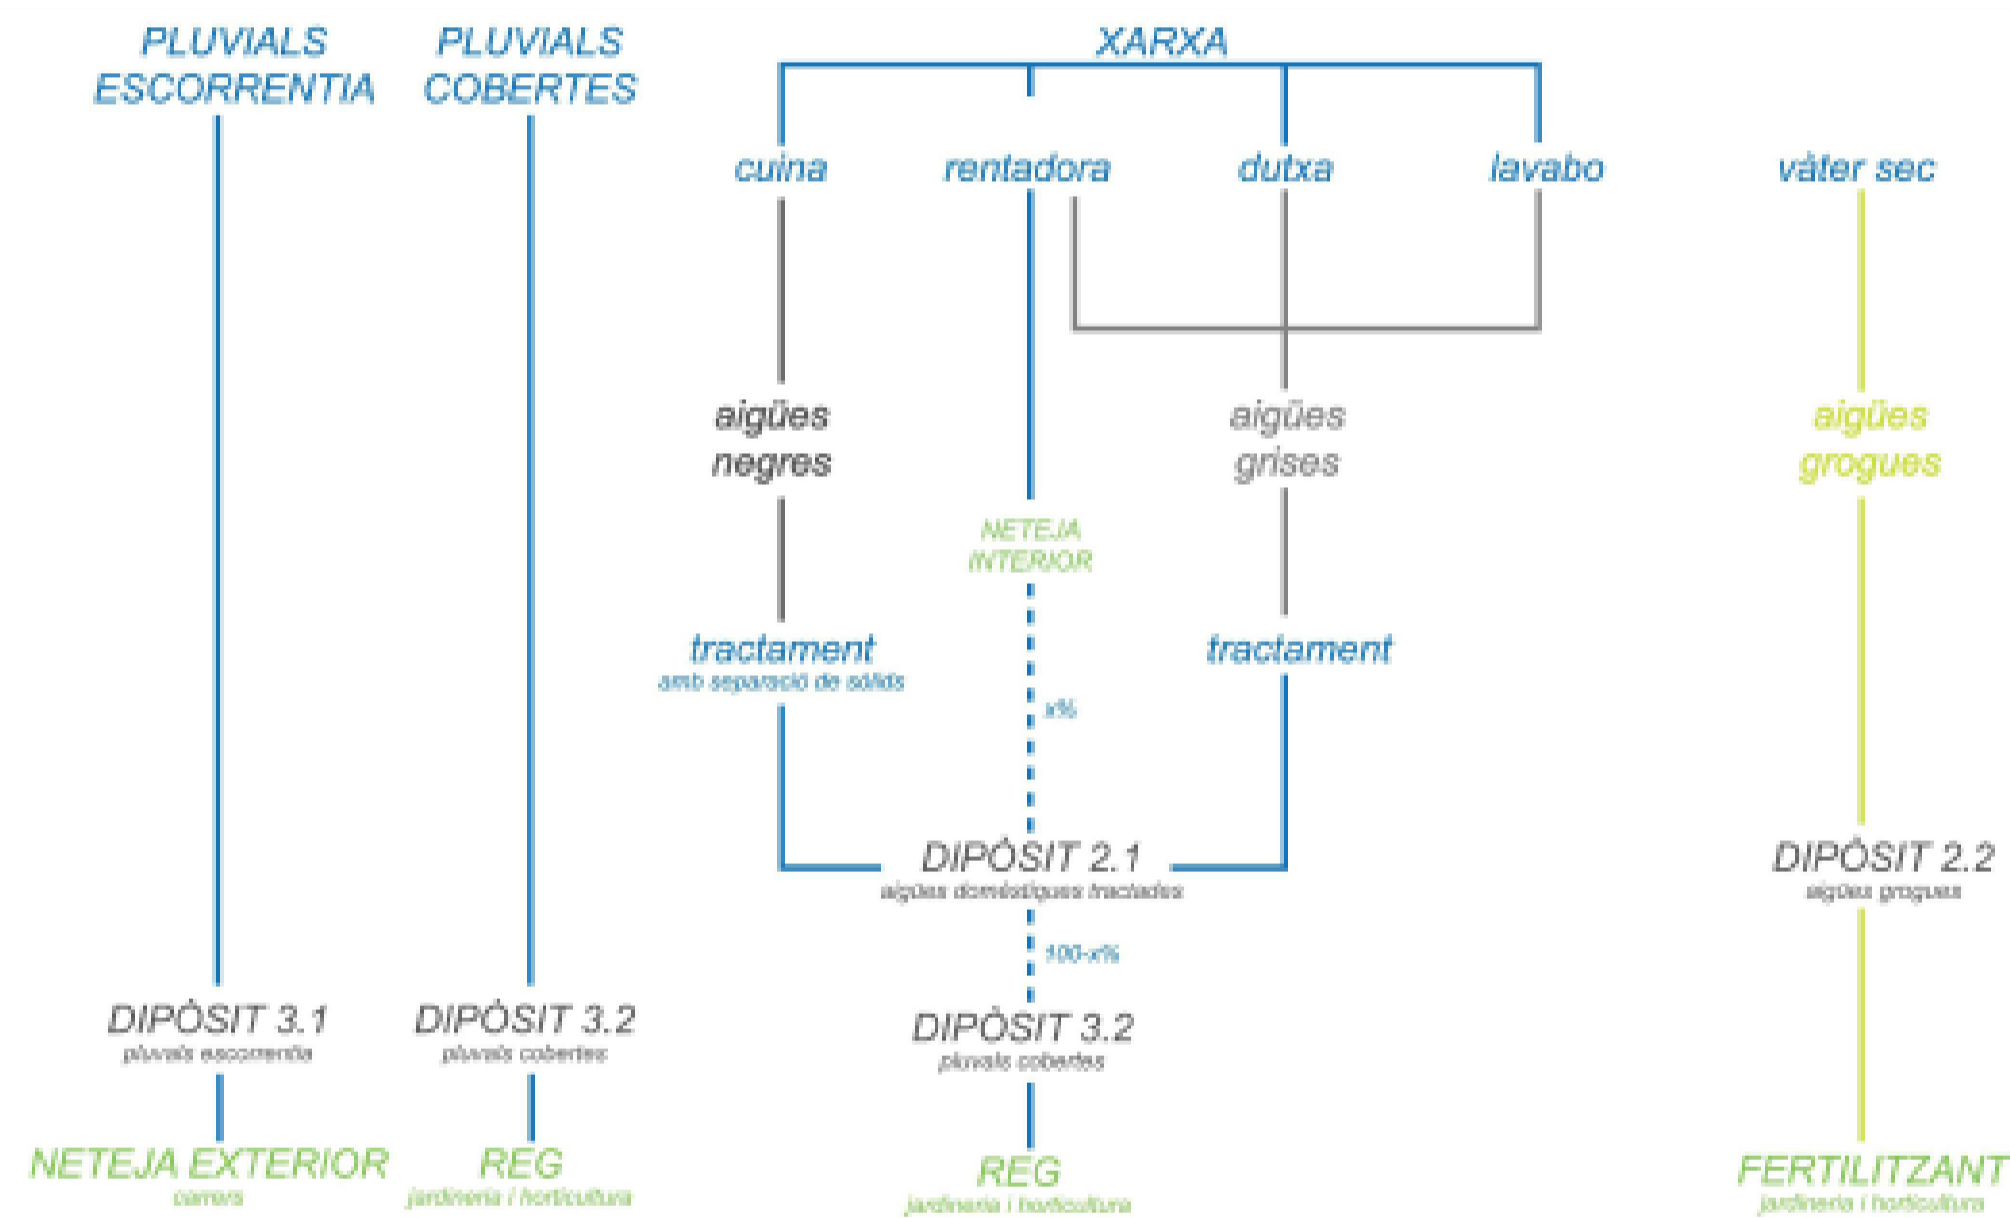 PLUVIALS
ESCORRENTIA
PLUVIALS
COBERTES
XARXA
cuina
rentadora
dutxa
lavabo
vàter sec
aigües
negres
aigües
grises
aigües
grogues
NETEJA
INTERIOR
tractament
amb separació de sòlids
tractament
x%
DIPÒSIT 2.1
aigües domèstiques tractades
DIPÒSIT 2.2
aigües grogues
100-x%
DIPÒSIT 3.1
pluvials escorrentia
DIPÒSIT 3.2
pluvials cobertes
DIPÒSIT 3.2
pluvials cobertes
NETEJA EXTERIOR
carrers
REG
jardineria i horticultura
REG
jardineria i horticultura
FERTILITZANT
jardineria i horticultura